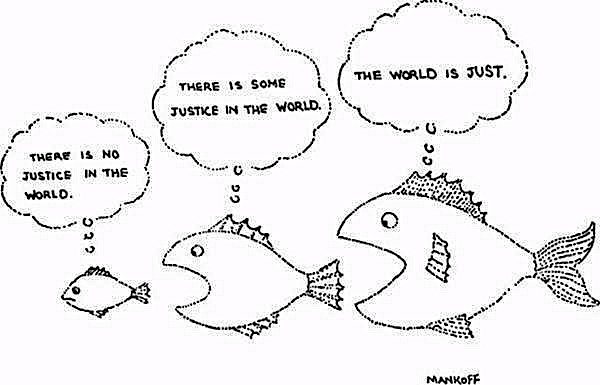 THERE IS NO
JUSTICE IN THE
WORLD.
THERE IS SOME
JUSTICE IN THE WORLD.
THE WORLD IS JUST.
MANKOFF